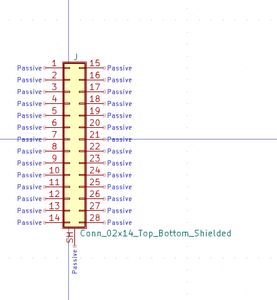 J
Passive 1 15 Passive
Passive 2 16 Passive
Passive 3 17 Passive
Passive 4 18 Passive
Passive 5 19 Passive
Passive 6 20 Passive
Passive 7 21 Passive
Passive 8 22 Passive
Passive 9 23 Passive
Passive 10 24 Passive
Passive 11 25 Passive
Passive 12 26 Passive
Passive 13 27 Passive
Passive 14 28 Passive
Conn_02x14_Top_Bottom_Shielded
SH
Passive